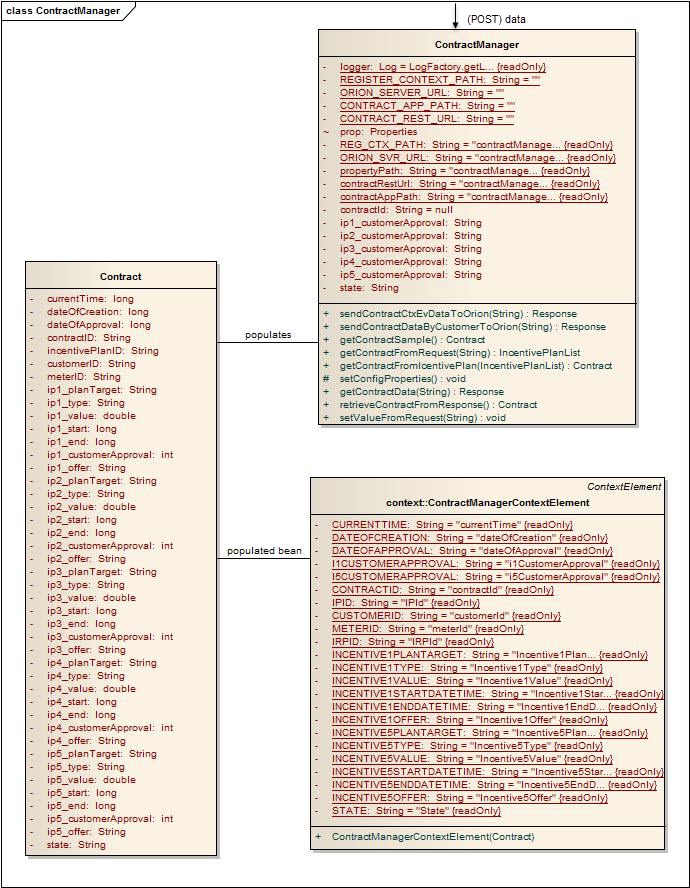 class ContractManager
(POST) data
ContractManager
- logger: Log = LogFactory.getL... {readOnly}
- REGISTER_CONTEXT_PATH: String = ""
- ORION_SERVER_URL: String = ""
- CONTRACT_APP_PATH: String = ""
- CONTRACT_REST_URL: String = ""
~ prop: Properties
- REG_CTX_PATH: String = "contractManage... {readOnly}
- ORION_SVR_URL: String = "contractManage... {readOnly}
- propertyPath: String = "contractManage... {readOnly}
- contractRestUrl: String = "contractManage... {readOnly}
- contractAppPath: String = "contractManage... {readOnly}
- contractId: String = null
- ip1_customerApproval: String
- ip2_customerApproval: String
- ip3_customerApproval: String
- ip4_customerApproval: String
- ip5_customerApproval: String
- state: String
+ sendContractCtxEvDataToOrion(String) : Response
+ sendContractDataByCustomerToOrion(String) : Response
+ getContractSample() : Contract
+ getContractFromRequest(String) : IncentivePlanList
+ getContractFromIcentivePlan(IncentivePlanList) : Contract
# setConfigProperties() : void
+ getContractData(String) : Response
+ retrieveContractFromResponse() : Contract
+ setValueFromRequest(String) : void
Contract
- currentTime: long
- dateOfCreation: long
- dateOfApproval: long
- contractID: String
- incentivePlanID: String
- customerID: String
- meterID: String
- ip1_planTarget: String
- ip1_type: String
- ip1_value: double
- ip1_start: long
- ip1_end: long
- ip1_customerApproval: int
- ip1_offer: String
- ip2_planTarget: String
- ip2_type: String
- ip2_value: double
- ip2_start: long
- ip2_end: long
- ip2_customerApproval: int
- ip2_offer: String
- ip3_planTarget: String
- ip3_type: String
- ip3_value: double
- ip3_start: long
- ip3_end: long
- ip3_customerApproval: int
- ip3_offer: String
- ip4_planTarget: String
- ip4_type: String
- ip4_value: double
- ip4_start: long
- ip4_end: long
- ip4_customerApproval: int
- ip4_offer: String
- ip5_planTarget: String
- ip5_type: String
- ip5_value: double
- ip5_start: long
- ip5_end: long
- ip5_customerApproval: int
- ip5_offer: String
- state: String
populates
populated bean
ContextElement
context::ContractManagerContextElement
- CURRENTTIME: String = "currentTime" {readOnly}
- DATEOFCREATION: String = "dateOfCreation" {readOnly}
- DATEOFAPPROVAL: String = "dateOfApproval" {readOnly}
- I1CUSTOMERAPPROVAL: String = "i1CustomerApproval" {readOnly}
- I5CUSTOMERAPPROVAL: String = "i5CustomerApproval" {readOnly}
- CONTRACTID: String = "contractId" {readOnly}
- IPID: String = "IPId" {readOnly}
- CUSTOMERID: String = "customerId" {readOnly}
- METERID: String = "meterId" {readOnly}
- IRPID: String = "IRPId" {readOnly}
- INCENTIVE1PLANTARGET: String = "Incentive1Plan... {readOnly}
- INCENTIVE1TYPE: String = "Incentive1Type" {readOnly}
- INCENTIVE1VALUE: String = "Incentive1Value" {readOnly}
- INCENTIVE1STARTDATETIME: String = "Incentive1Star... {readOnly}
- INCENTIVE1ENDDATETIME: String = "Incentive1EndD... {readOnly}
- INCENTIVE1OFFER: String = "Incentive1Offer" {readOnly}
- INCENTIVE5PLANTARGET: String = "Incentive5Plan... {readOnly}
- INCENTIVE5TYPE: String = "Incentive5Type" {readOnly}
- INCENTIVE5VALUE: String = "Incentive5Value" {readOnly}
- INCENTIVE5STARTDATETIME: String = "Incentive5Star... {readOnly}
- INCENTIVE5ENDDATETIME: String = "Incentive5EndD... {readOnly}
- INCENTIVE5OFFER: String = "Incentive5Offer" {readOnly}
- STATE: String = "State" {readOnly}
+ ContractManagerContextElement(Contract)